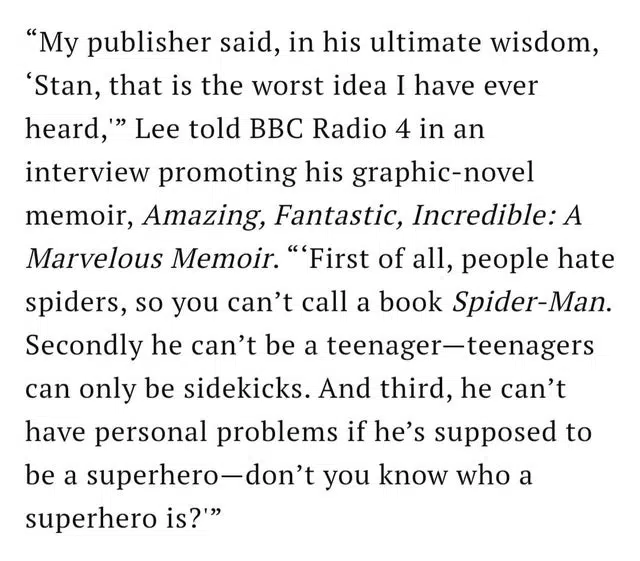 “My publisher said, in his ultimate wisdom,
‘Stan, that is the worst idea I have ever
heard,'” Lee told BBC Radio 4 in an
interview promoting his graphic-novel
memoir, Amazing, Fantastic, Incredible: A
Marvelous Memoir. “‘First of all, people hate
spiders, so you can’t call a book Spider-Man.
Secondly he can’t be a teenager—teenagers
can only be sidekicks. And third, he can’t
have personal problems if he’s supposed to
be a superhero—don’t you know who a
superhero is?'”